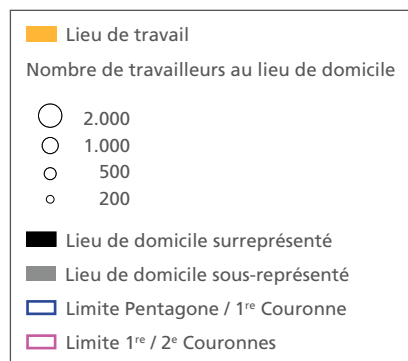 Lieu de travail
Nombre de travailleurs au lieu de domicile
2.000
1.000
500
200
Lieu de domicile surreprésenté
Lieu de domicile sous-représenté
Limite Pentagone / 1re Couronne
Limite 1re / 2e Couronnes